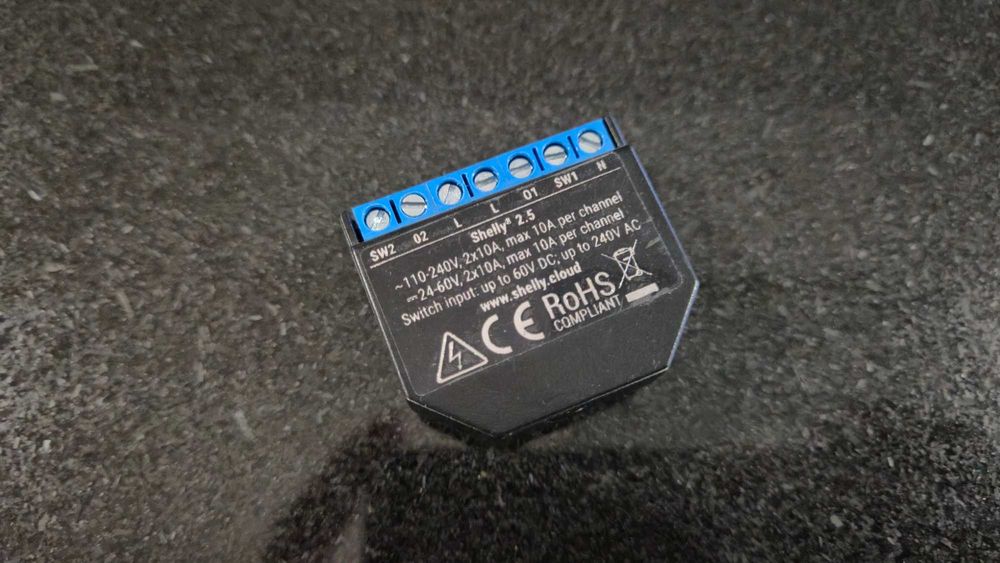 SW2 O2 L L O1 SW1 N
Shelly® 2.5
~110-240V, 2x10A, max 10A per channel
⎓24-60V, 2x10A, max 10A per channel
Switch input: up to 60V DC; up to 240V AC
www.shelly.cloud
CE RoHS
COMPLIANT